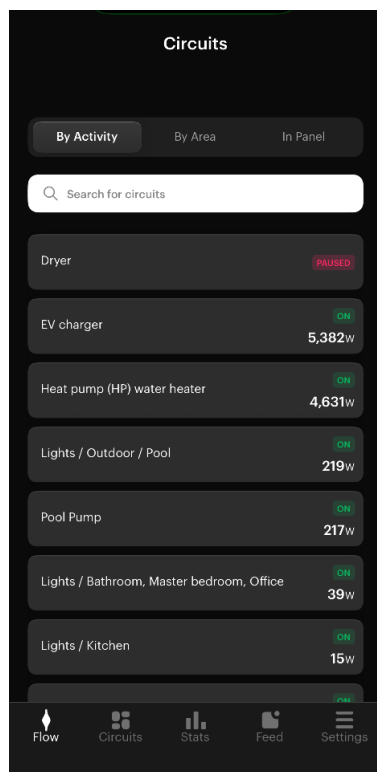 Circuits
By Activity By Area In Panel
Search for circuits
Dryer PAUSED
EV charger ON
5,382W
Heat pump (HP) water heater ON
4,631W
Lights / Outdoor / Pool ON
219W
Pool Pump ON
217W
Lights / Bathroom, Master bedroom, Office ON
39W
Lights / Kitchen ON
15W
ON
Flow Circuits Stats Feed Settings